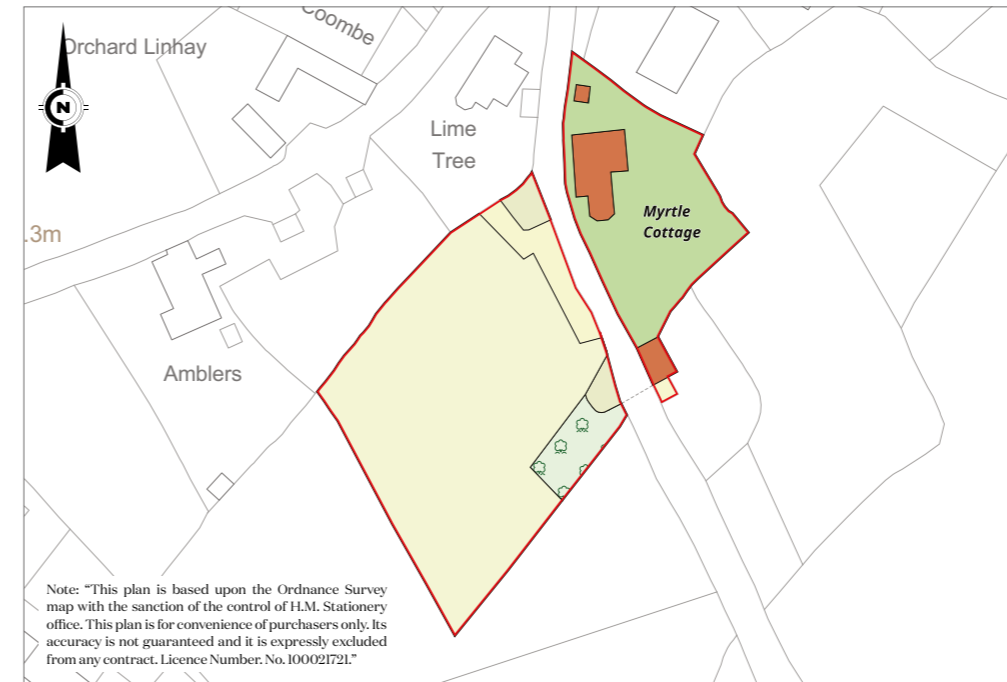 Coombe
Orchard Linhay
N
Lime
Tree
Myrtle
Cottage
.3m
Amblers
Note: “This plan is based upon the Ordnance Survey
map with the sanction of the control of H.M. Stationery
office. This plan is for convenience of purchasers only. Its
accuracy is not guaranteed and it is expressly excluded
from any contract. Licence Number. No. 100021721.”